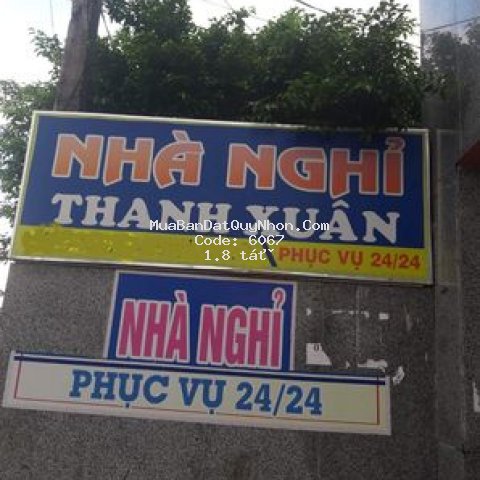 NHÀ NGHỈ
THANH XUÂN
MuaBanDatQuyNhon.Com
Code: 6067
1.8 tất
PHỤC VỤ 24/24
NHÀ NGHỈ
PHỤC VỤ 24/24